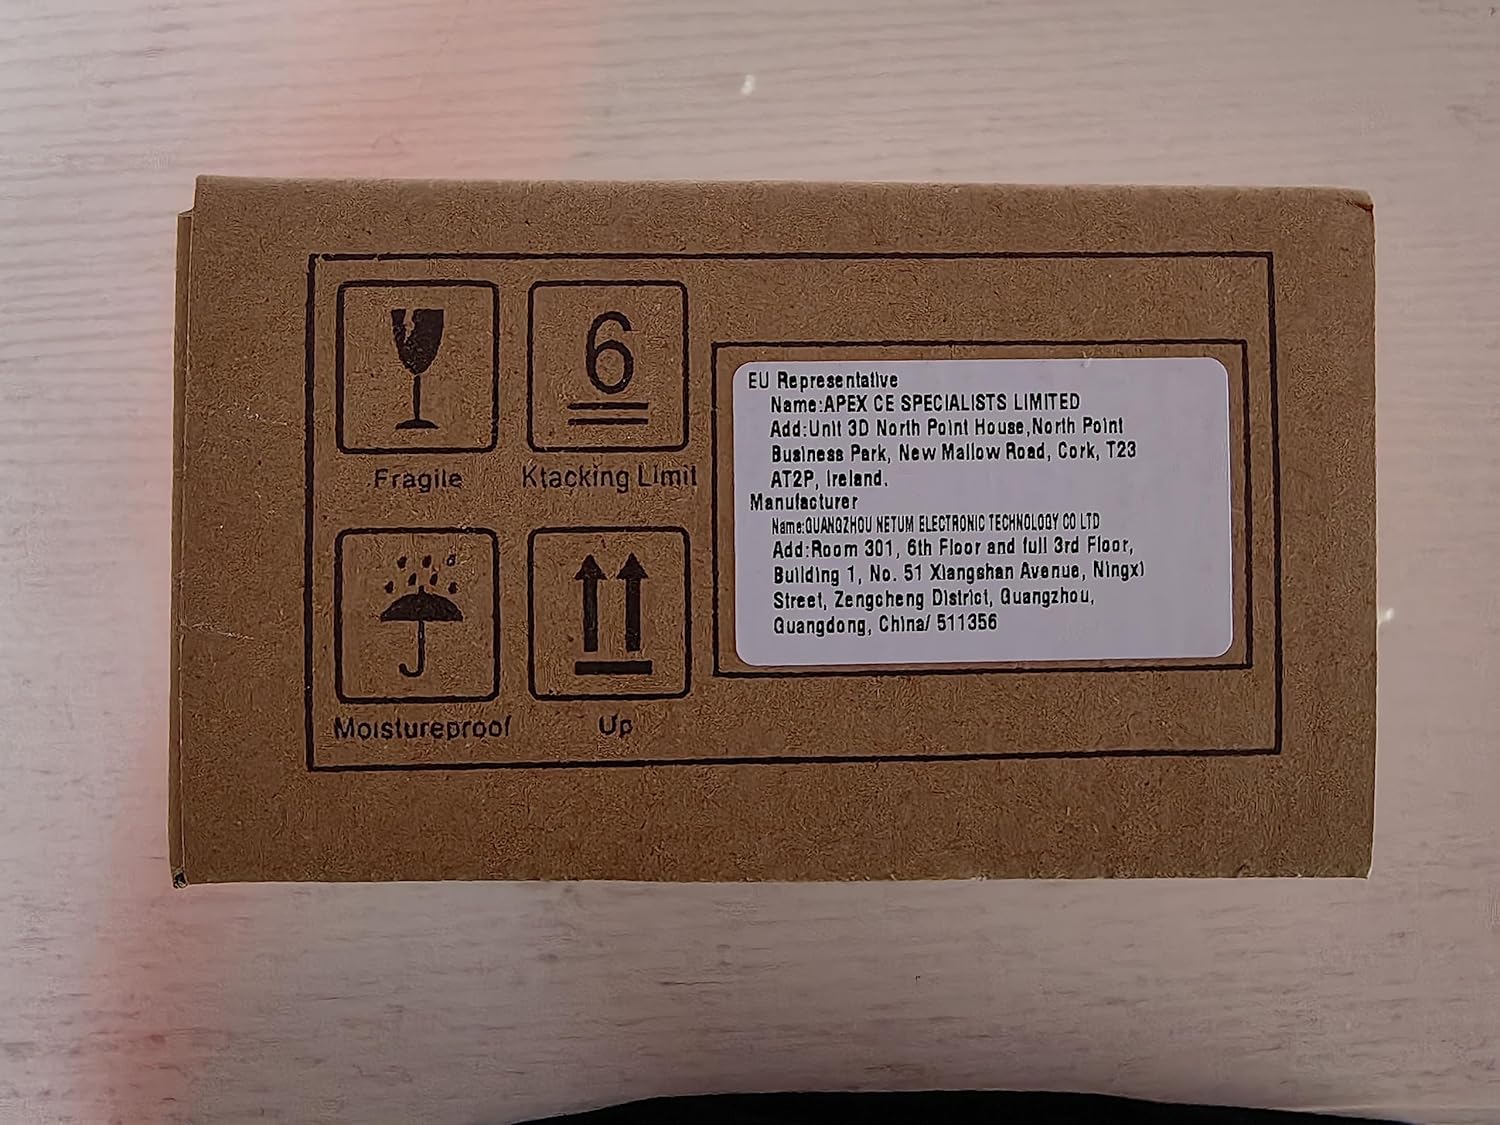 6
Fragile
Ktacking Limit
Moistureproof
Up
EU Representative
Name:APEX CE SPECIALISTS LIMITED
Add:Unit 3D North Point House,North Point
Business Park, New Mallow Road, Cork, T23
AT2P, Ireland.
Manufacturer
Name:GUANGZHOU NETUM ELECTRONIC TECHNOLOGY CO LTD
Add:Room 301, 6th Floor and full 3rd Floor,
Building 1, No. 51 Xiangshan Avenue, Ningxi
Street, Zengcheng District, Guangzhou,
Guangdong, China/ 511356